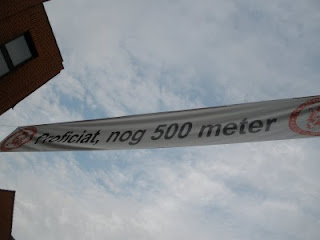 Proficiat, nog 500 meter